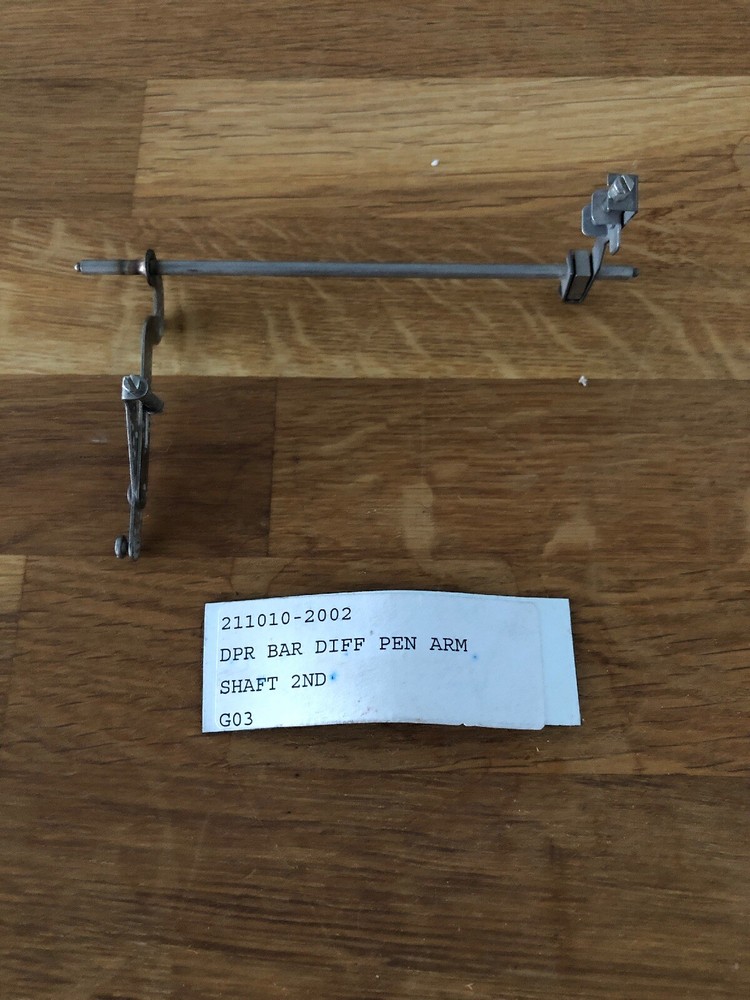 211010-2002
DPR BAR DIFF PEN ARM
SHAFT 2ND
G03